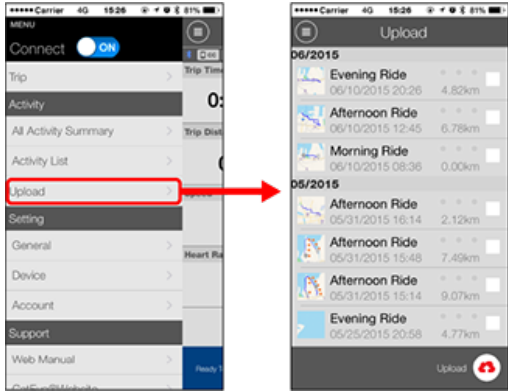 Carrier 4G 15:26 81%
MENU
Connect ON
Trip
Activity
All Activity Summary
Activity List
Upload
Setting
General
Device
Account
Support
Web Manual
Trip Time
0:
Trip Dist
Heart Ra
Ready
Carrier 4G 15:26 81%
Upload
06/2015
Evening Ride
06/10/2015 20:26 4.82km
Afternoon Ride
06/10/2015 12:45 6.78km
Morning Ride
06/10/2015 08:36 0.00km
05/2015
Afternoon Ride
05/31/2015 16:14 2.12km
Afternoon Ride
05/31/2015 15:48 7.49km
Afternoon Ride
05/31/2015 15:14 9.07km
Evening Ride
05/25/2015 20:58 4.77km
Upload